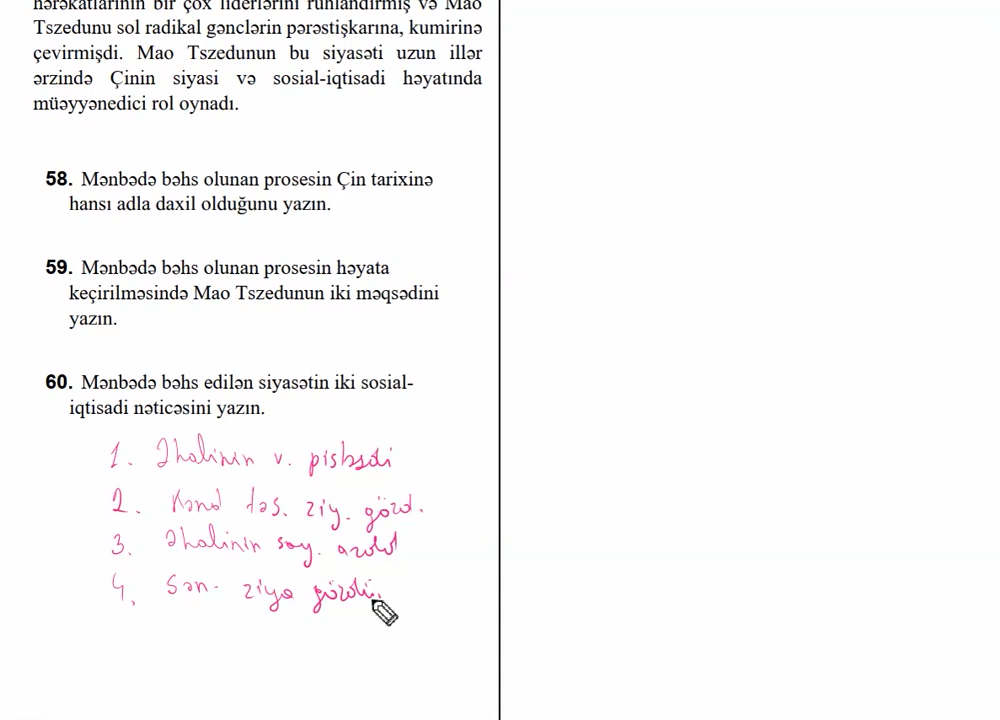 hərəkatlarının bir çox liderlərini ruhlandırmış və Mao
Tszedunu sol radikal gənclərin pərəstişkarına, kumirinə
çevirmişdi. Mao Tszedunun bu siyasəti uzun illər
ərzində Çinin siyasi və sosial-iqtisadi həyatında
müəyyənedici rol oynadı.
58. Mənbədə bəhs olunan prosesin Çin tarixinə
hansı adla daxil olduğunu yazın.
59. Mənbədə bəhs olunan prosesin həyata
keçirilməsində Mao Tszedunun iki məqsədini
yazın.
60. Mənbədə bəhs edilən siyasətin iki sosial-
iqtisadi nəticəsini yazın.
1. Əhalinin v. pisləşdi
2. Kənd təs. ziy. görd.
3. Əhalinin say. azaldı
4. Sən. ziya gördü.